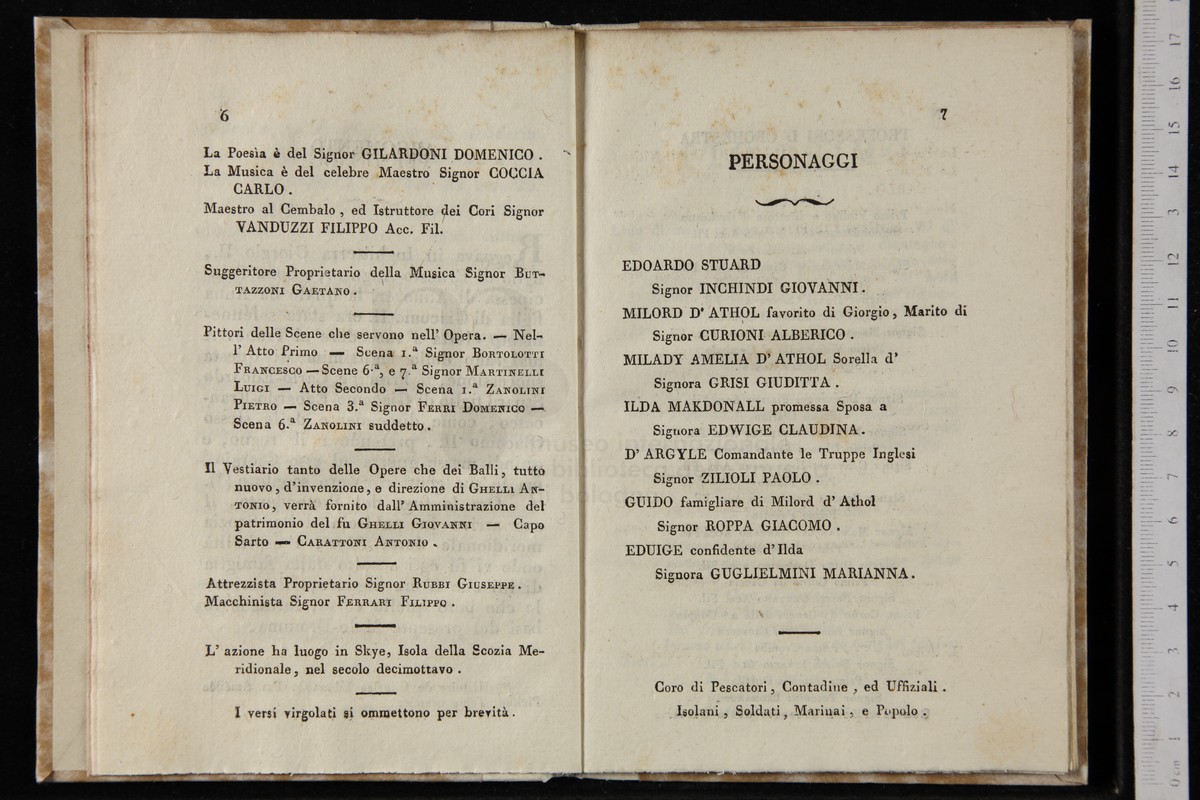 6
La Poesìa è del Signor GILARDONI DOMENICO .
La Musica è del celebre Maestro Signor COCCIA
CARLO .
Maestro al Cembalo , ed Istruttore dei Cori Signor
VANDUZZI FILIPPO Acc. Fil.
Suggeritore Proprietario della Musica Signor BUT-
TAZZONI GAETANO .
Pittori delle Scene che servono nell' Opera. — Nel-
l' Atto Primo — Scena 1.ª Signor BORTOLOTTI
FRANCESCO — Scene 6.ª, e 7.ª Signor MARTINELLI
LUIGI — Atto Secondo — Scena 1.ª ZANOLINI
PIETRO — Scena 3.ª Signor FERRI DOMENICO —
Scena 6.ª ZANOLINI suddetto .
Il Vestiario tanto delle Opere che dei Balli , tutto
nuovo , d'invenzione , e direzione di GHELLI AN-
TONIO , verrà fornito dall' Amministrazione del
patrimonio del fu GHELLI GIOVANNI — Capo
Sarto — CARATTONI ANTONIO .
Attrezzista Proprietario Signor RUBBI GIUSEPPE .
Macchinista Signor FERRARI FILIPPO .
L' azione ha luogo in Skye, Isola della Scozia Me-
ridionale , nel secolo decimottavo .
I versi virgolati si ommettono per brevità .
7
PERSONAGGI
EDOARDO STUARD
Signor INCHINDI GIOVANNI .
MILORD D' ATHOL favorito di Giorgio , Marito di
Signor CURIONI ALBERICO .
MILADY AMELIA D' ATHOL Sorella d'
Signora GRISI GIUDITTA .
ILDA MAKDONALL promessa Sposa a
Signora EDWIGE CLAUDINA .
D' ARGYLE Comandante le Truppe Inglesi
Signor ZILIOLI PAOLO .
GUIDO famigliare di Milord d' Athol
Signor ROPPA GIACOMO .
EDUIGE confidente d' Ilda
Signora GUGLIELMINI MARIANNA .
Coro di Pescatori , Contadine , ed Uffiziali .
Isolani , Soldati , Marinai , e Popolo .